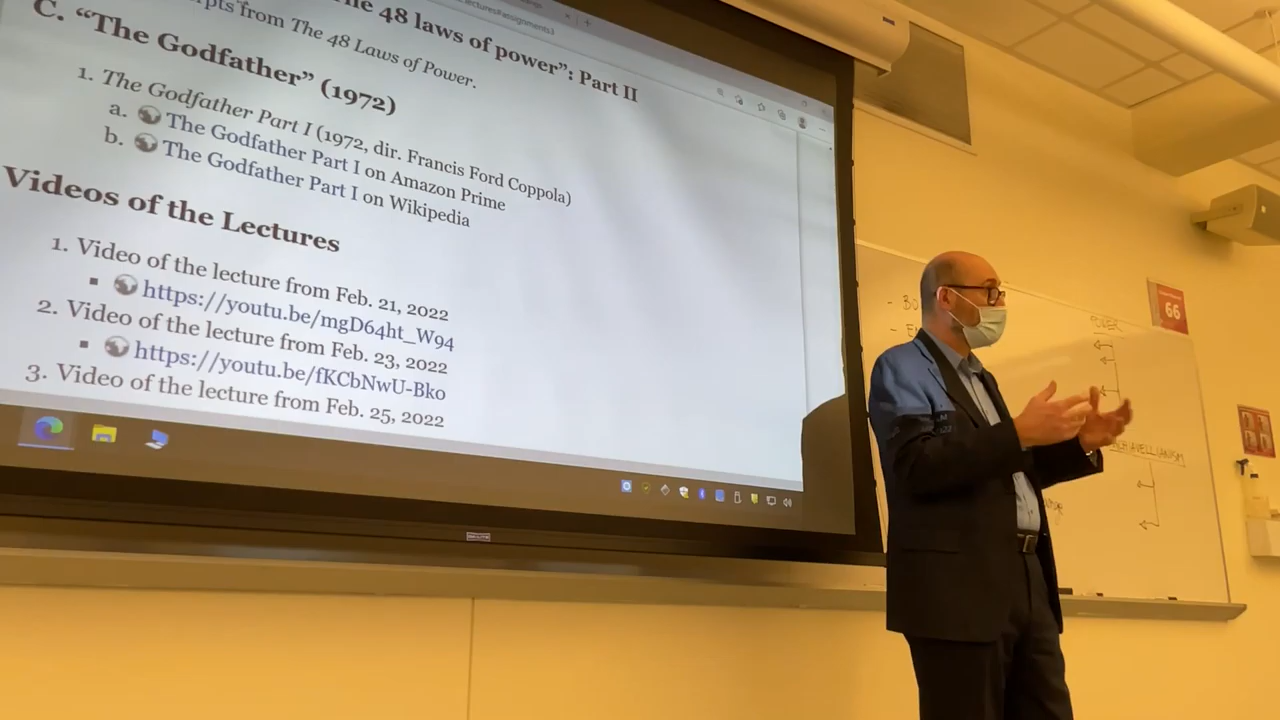 he 48 laws of power": Part II
pts from The 48 Laws of Power.
C. “The Godfather” (1972)
1. The Godfather Part I (1972, dir. Francis Ford Coppola)
a. The Godfather Part I on Amazon Prime
b. The Godfather Part I on Wikipedia
Videos of the Lectures
1. Video of the lecture from Feb. 21, 2022
▪ https://youtu.be/mgD64ht_W94
2. Video of the lecture from Feb. 23, 2022
▪ https://youtu.be/fKCbNwU-Bko
3. Video of the lecture from Feb. 25, 2022
DA-LITE
POWER
66